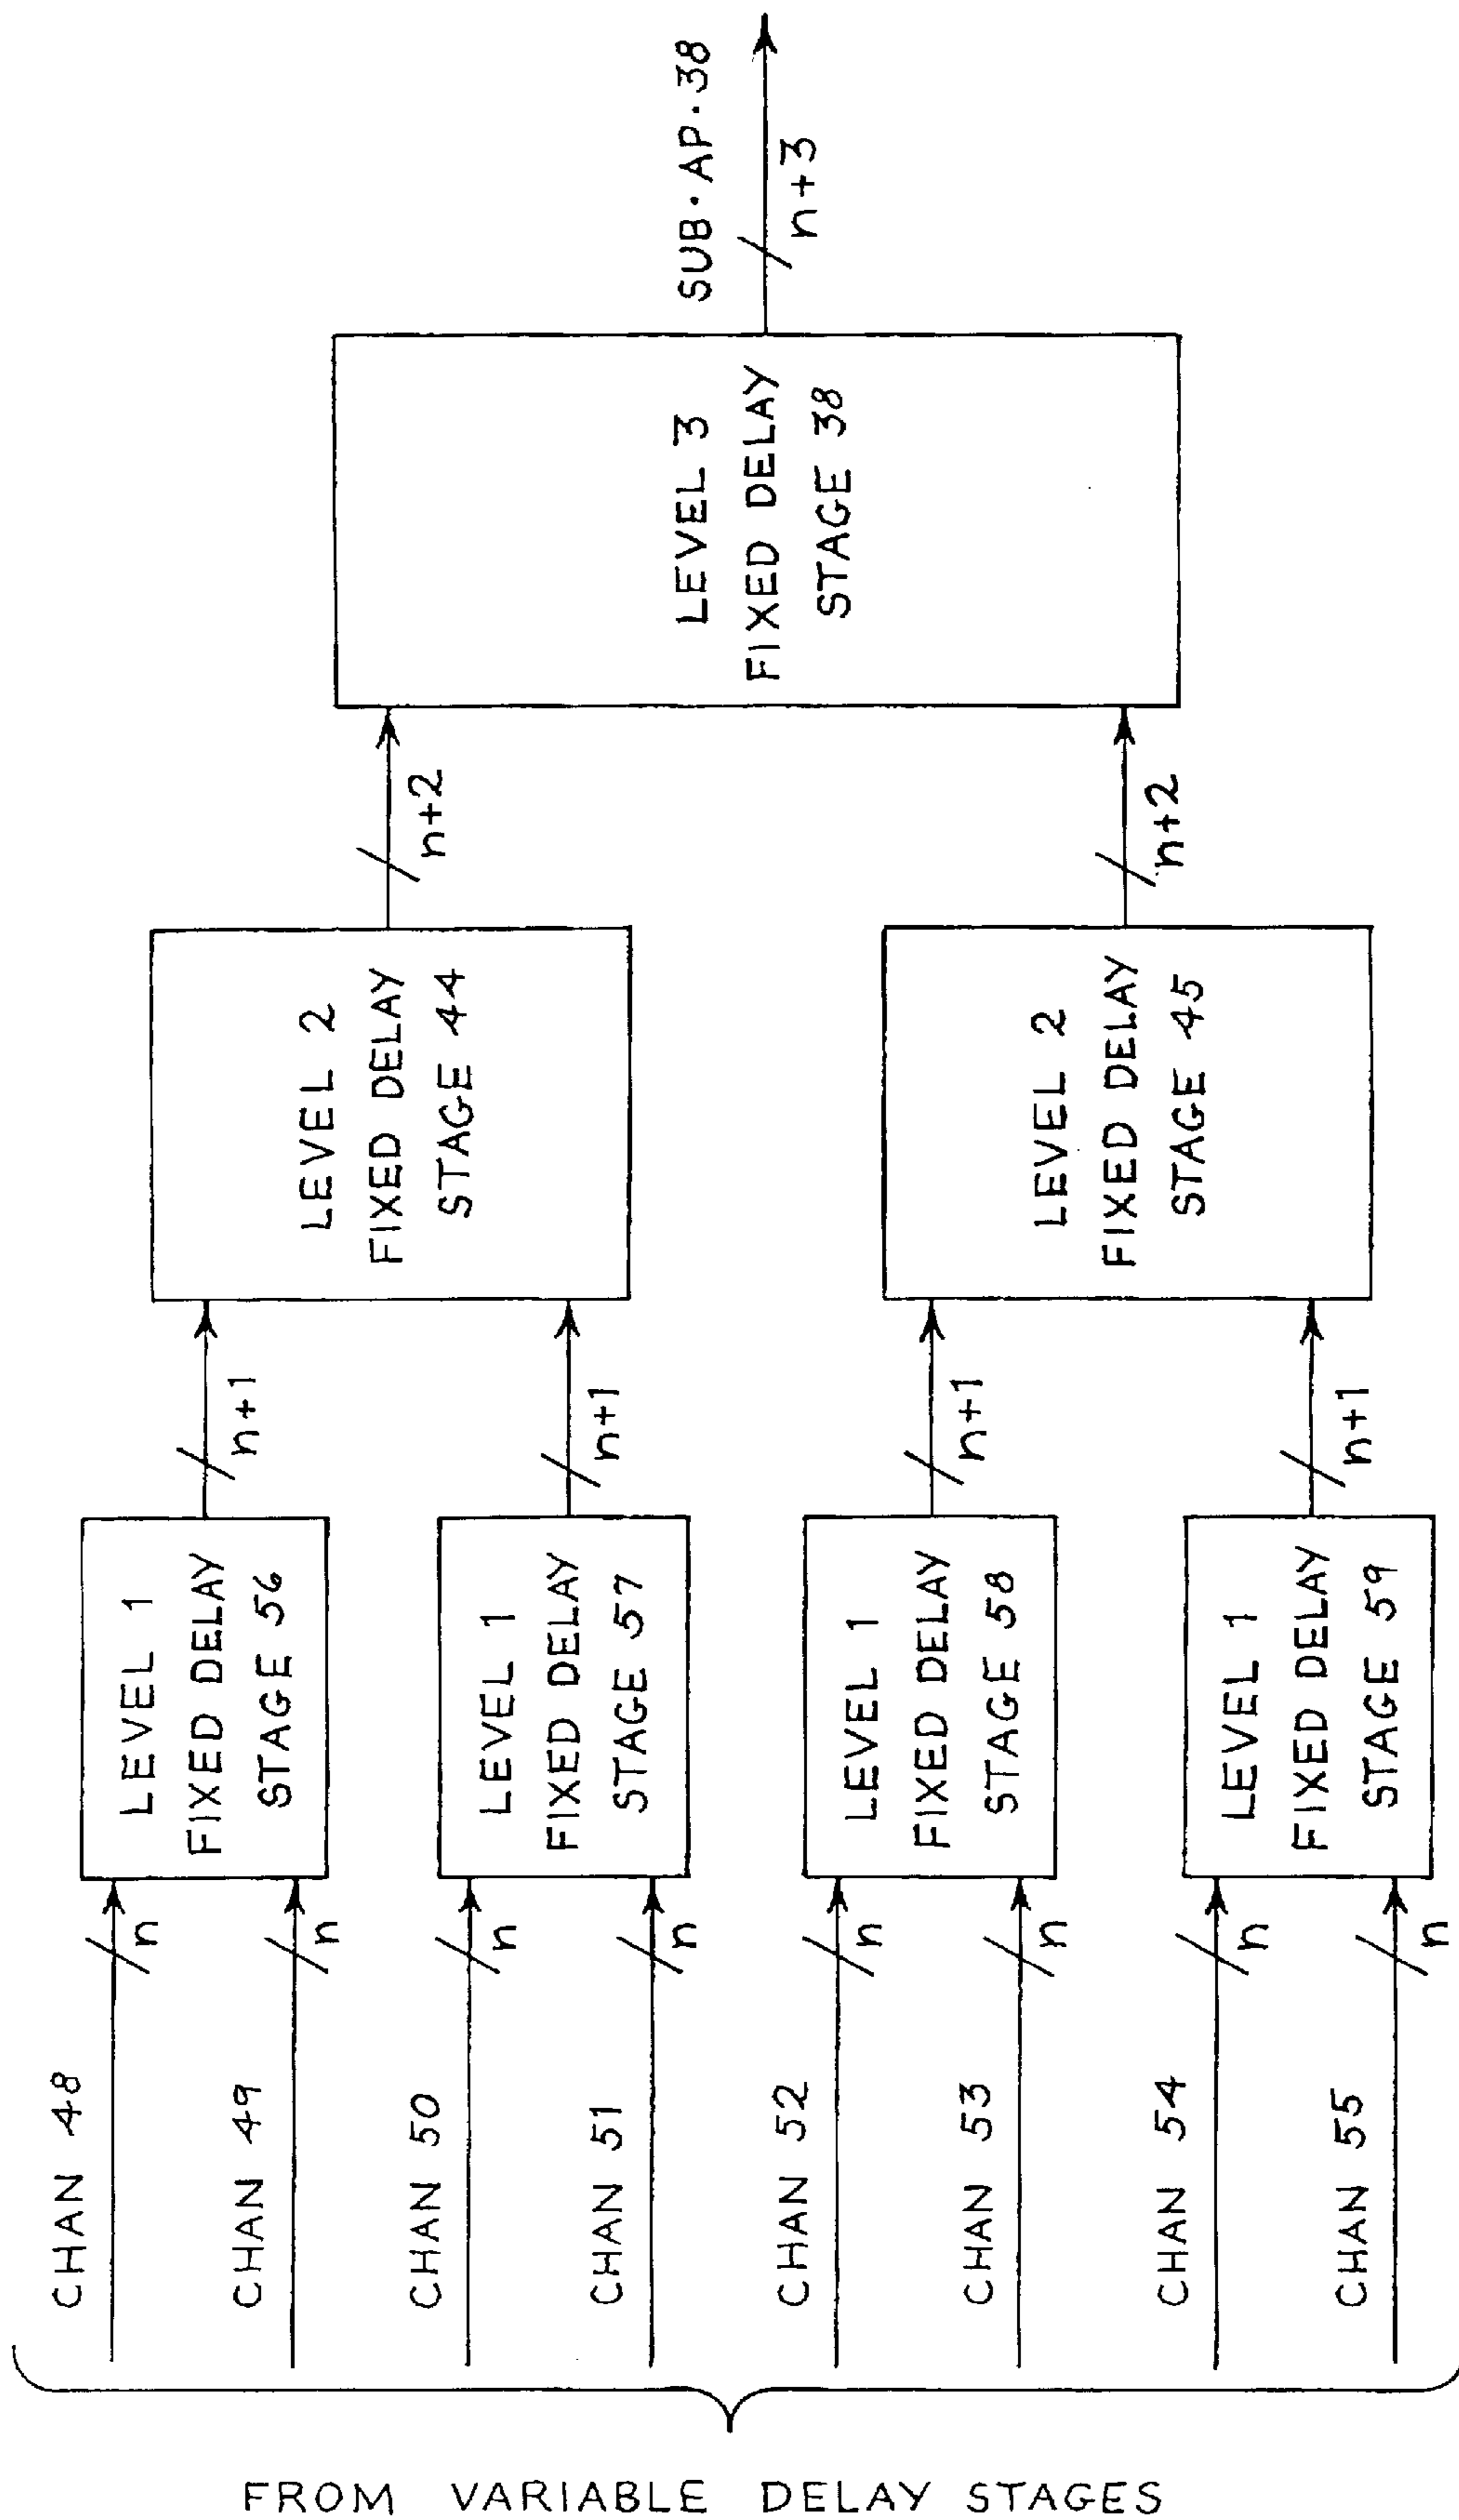 FROM VARIABLE DELAY STAGES
CHAN 48
CHAN 49
CHAN 50
CHAN 51
CHAN 52
CHAN 53
CHAN 54
CHAN 55
n
n
n
n
n
n
n
n
LEVEL 1
FIXED DELAY
STAGE 56
LEVEL 1
FIXED DELAY
STAGE 57
LEVEL 1
FIXED DELAY
STAGE 58
LEVEL 1
FIXED DELAY
STAGE 59
n+1
n+1
n+1
n+1
LEVEL 2
FIXED DELAY
STAGE 44
LEVEL 2
FIXED DELAY
STAGE 45
n+2
n+2
LEVEL 3
FIXED DELAY
STAGE 38
SUB·AP·38
n+3